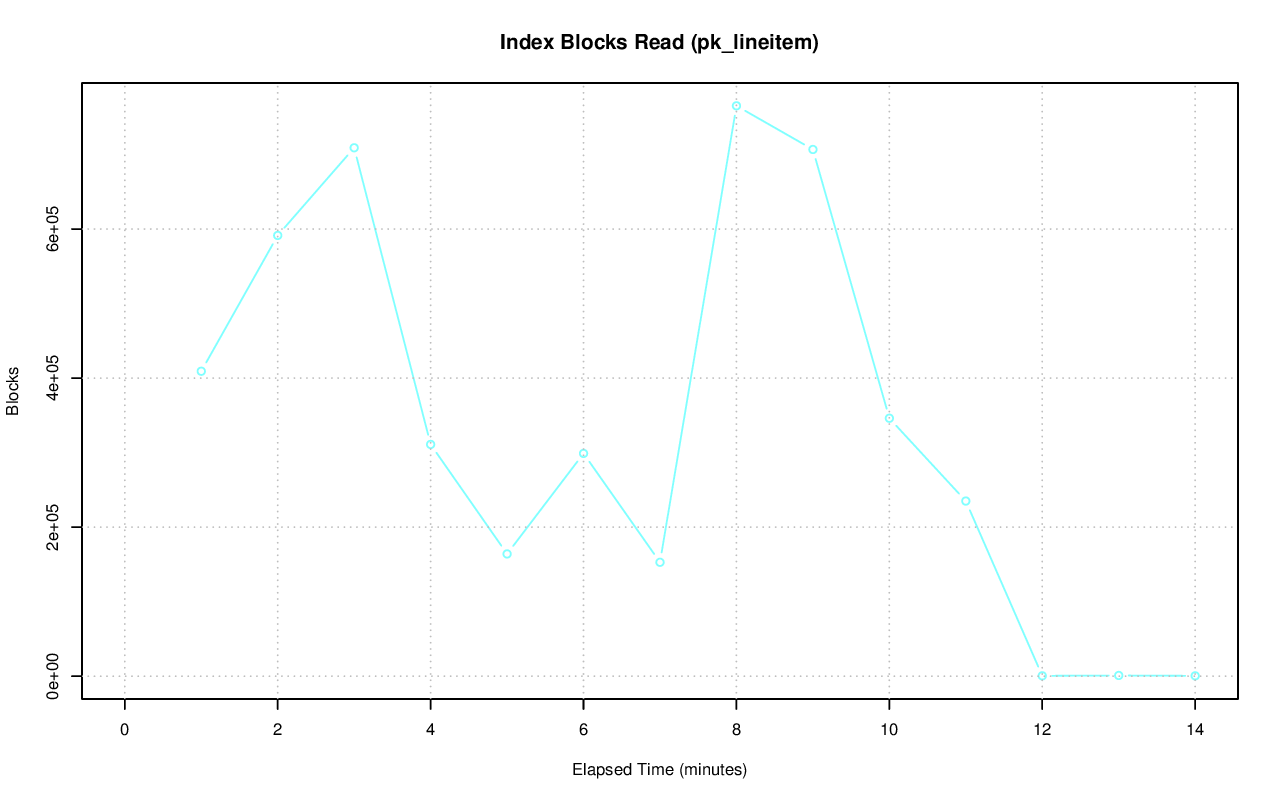 Index Blocks Read (pk_lineitem)
Blocks
6e+05
4e+05
2e+05
0e+00
0 2 4 6 8 10 12 14
Elapsed Time (minutes)